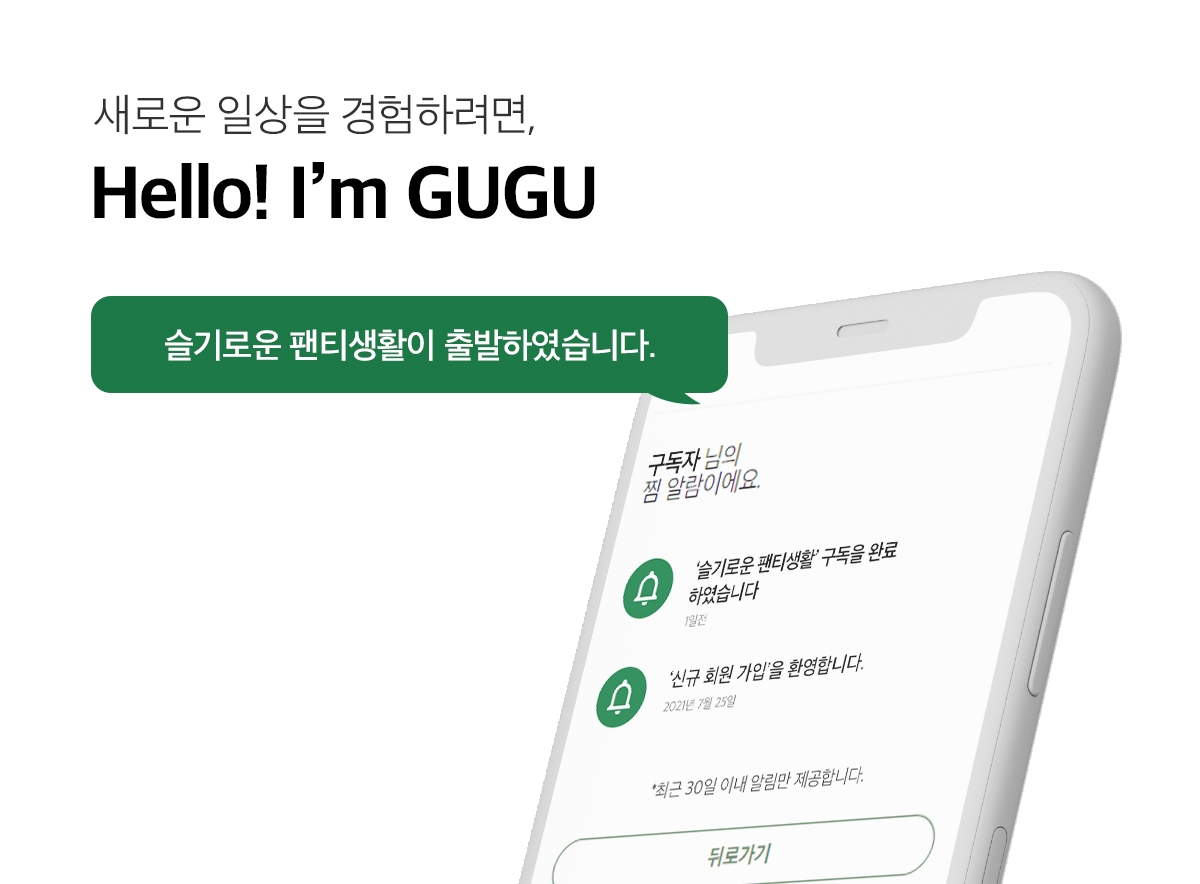 새로운 일상을 경험하려면,
Hello! I’m GUGU
슬기로운 팬티생활이 출발하였습니다.
구독자 님의
찜 알람이에요.
‘슬기로운 팬티생활’ 구독을 완료
하였습니다
1일전
‘신규 회원 가입’을 환영합니다.
2021년 7월 25일
*최근 30일 이내 알림만 제공합니다.
뒤로가기